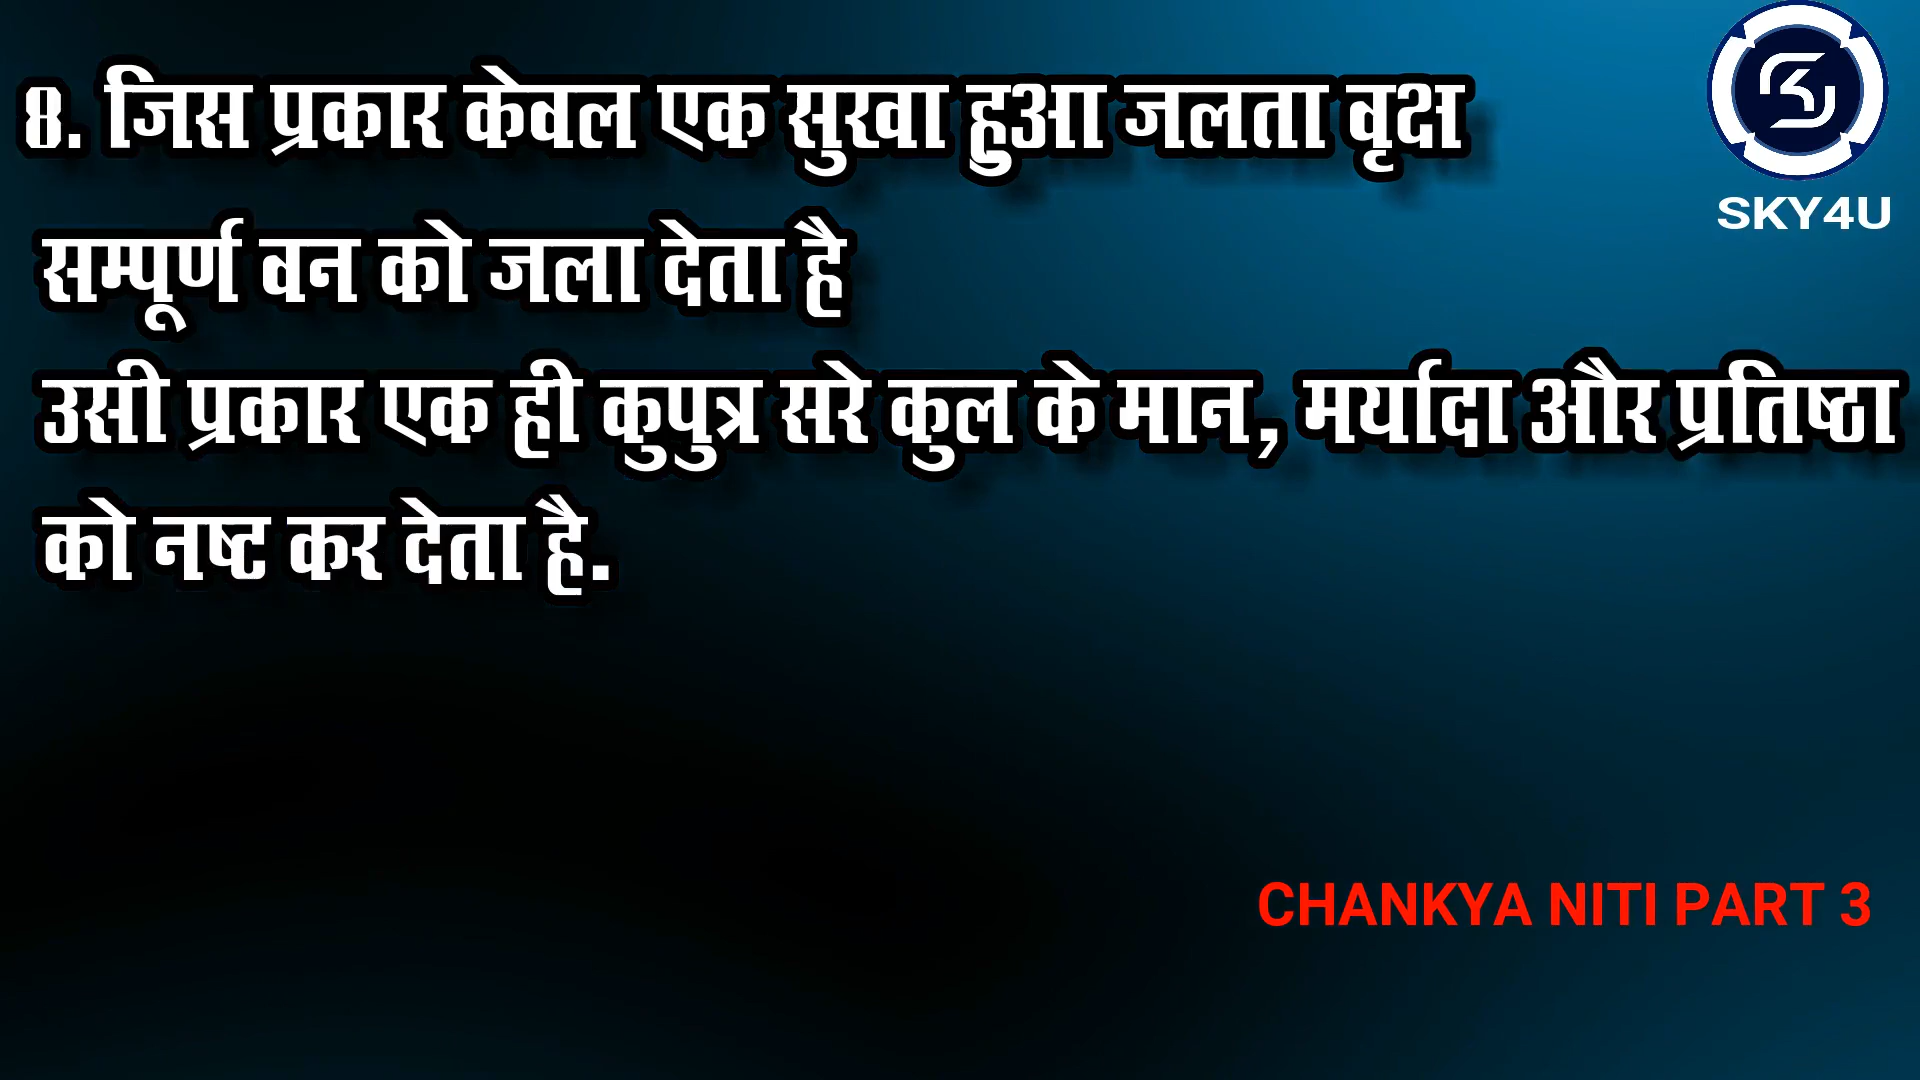 8. जिस प्रकार केवल एक सुखा हुआ जलता वृक्ष
सम्पूर्ण वन को जला देता है
उसी प्रकार एक ही कुपुत्र सरे कुल के मान, मर्यादा और प्रतिष्ठा
को नष्ट कर देता है.
SKY4U
CHANKYA NITI PART 3